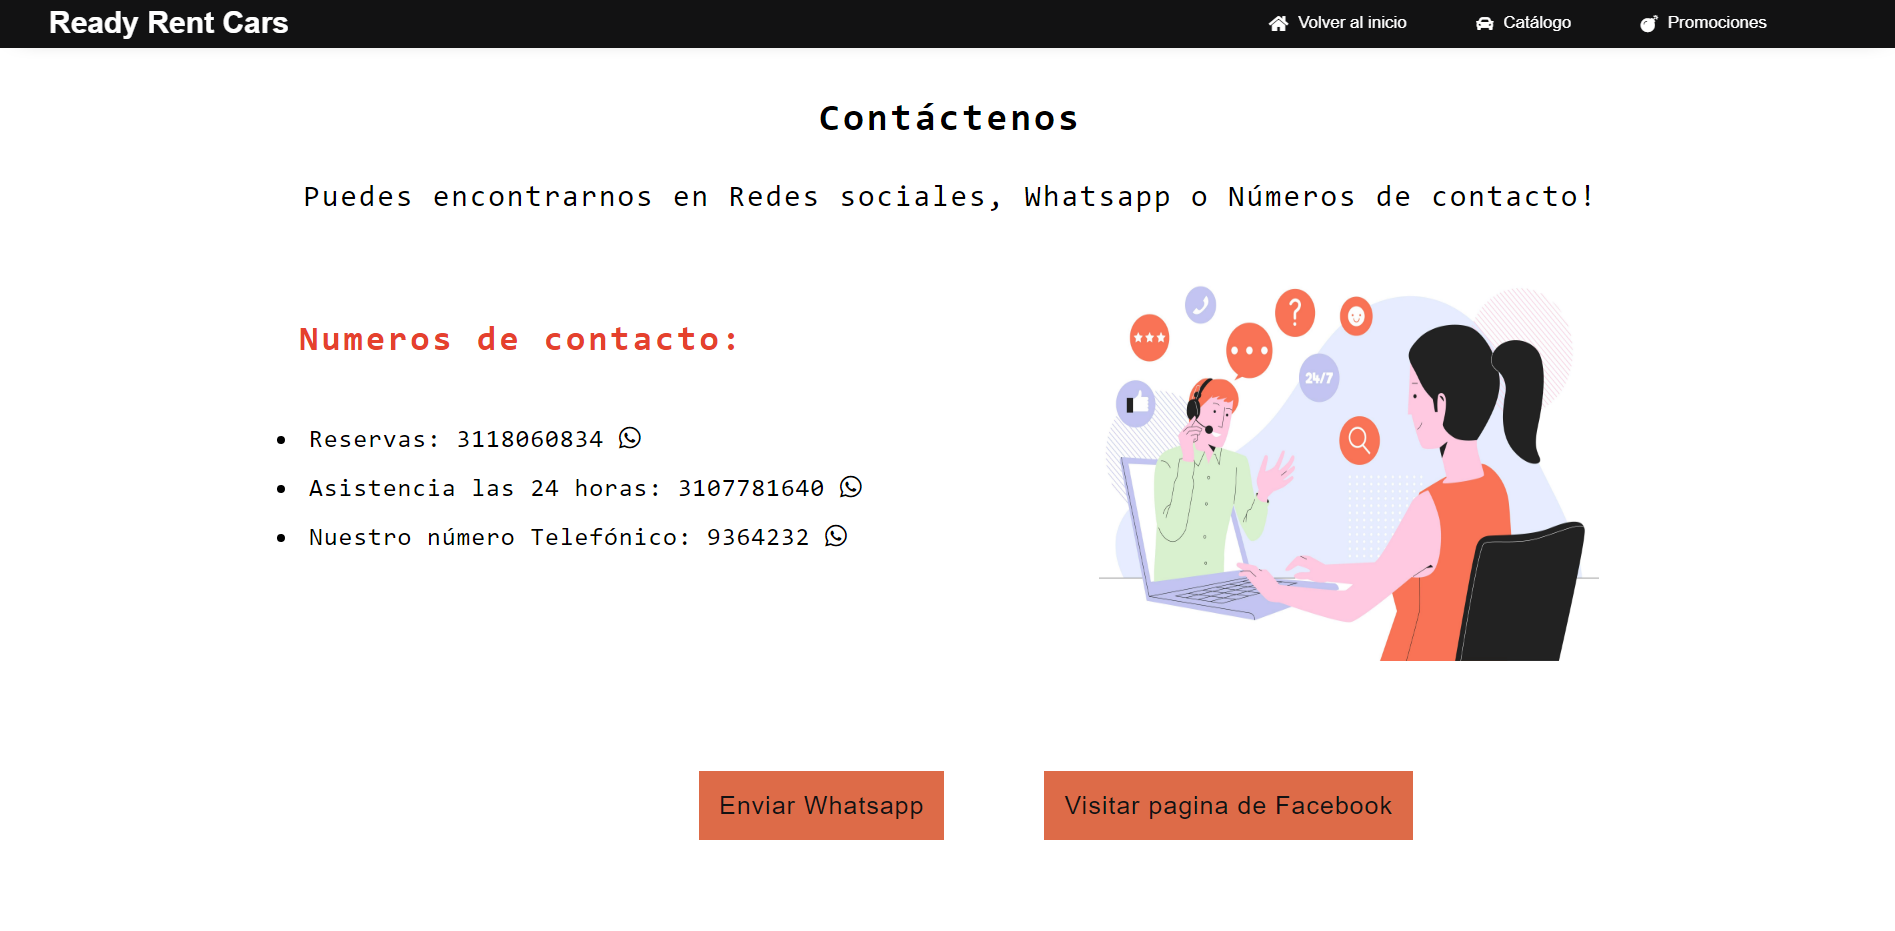 Ready Rent Cars
Volver al inicio
Catálogo
Promociones
Contáctenos
Puedes encontrarnos en Redes sociales, Whatsapp o Números de contacto!
Numeros de contacto:
Reservas: 3118060834
Asistencia las 24 horas: 3107781640
Nuestro número Telefónico: 9364232
?
24/7
Enviar Whatsapp
Visitar pagina de Facebook